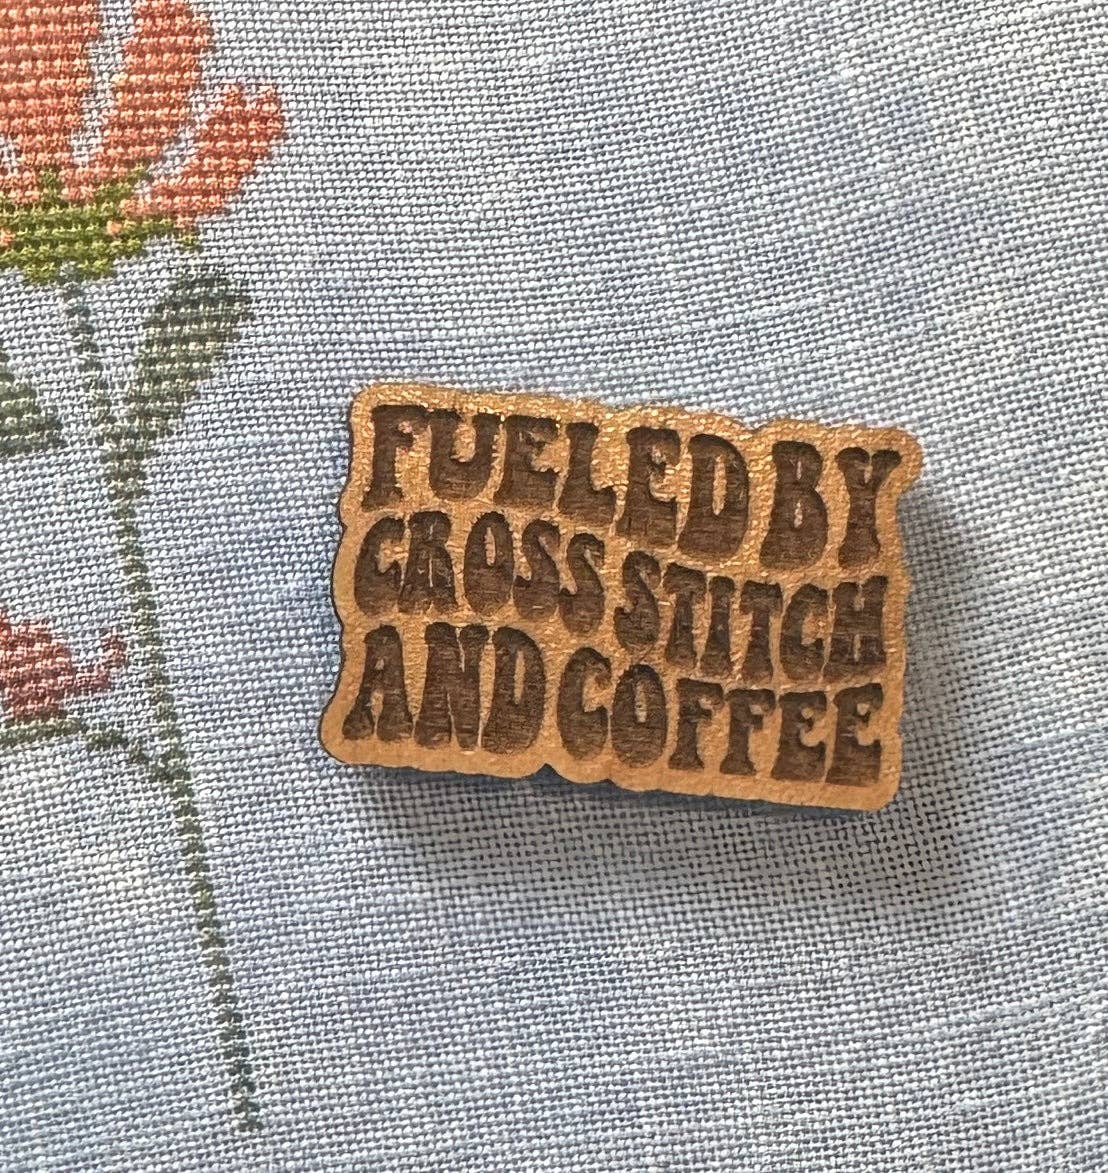 FUELED BY
CROSS STITCH
AND COFFEE